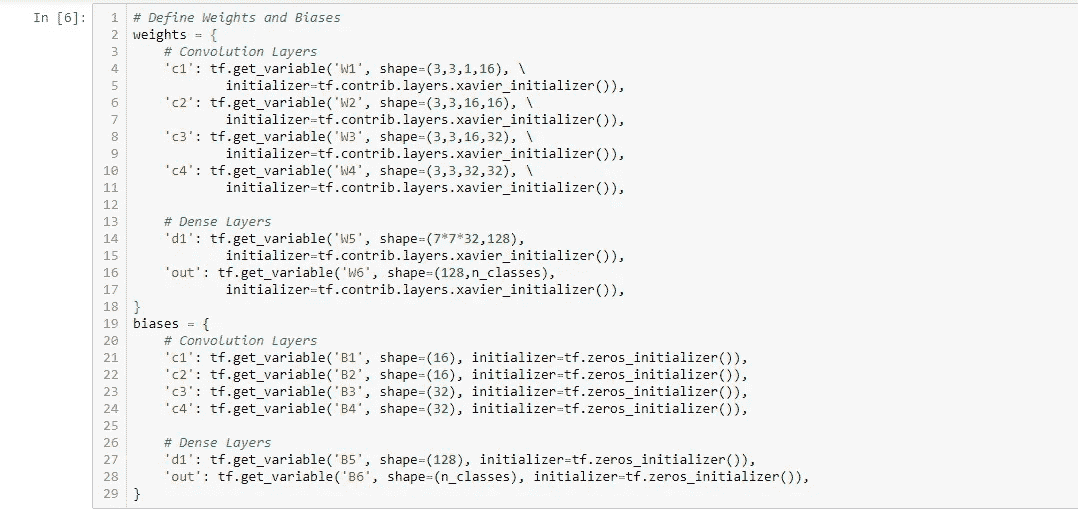 In [6]:
1 # Define Weights and Biases
2 weights = {
3     # Convolution Layers
4     'c1': tf.get_variable('W1', shape=(3,3,1,16), \
5             initializer=tf.contrib.layers.xavier_initializer()),
6     'c2': tf.get_variable('W2', shape=(3,3,16,16), \
7             initializer=tf.contrib.layers.xavier_initializer()),
8     'c3': tf.get_variable('W3', shape=(3,3,16,32), \
9             initializer=tf.contrib.layers.xavier_initializer()),
10     'c4': tf.get_variable('W4', shape=(3,3,32,32), \
11             initializer=tf.contrib.layers.xavier_initializer()),
12
13     # Dense Layers
14     'd1': tf.get_variable('W5', shape=(7*7*32,128),
15             initializer=tf.contrib.layers.xavier_initializer()),
16     'out': tf.get_variable('W6', shape=(128,n_classes),
17             initializer=tf.contrib.layers.xavier_initializer()),
18 }
19 biases = {
20     # Convolution Layers
21     'c1': tf.get_variable('B1', shape=(16), initializer=tf.zeros_initializer()),
22     'c2': tf.get_variable('B2', shape=(16), initializer=tf.zeros_initializer()),
23     'c3': tf.get_variable('B3', shape=(32), initializer=tf.zeros_initializer()),
24     'c4': tf.get_variable('B4', shape=(32), initializer=tf.zeros_initializer()),
25
26     # Dense Layers
27     'd1': tf.get_variable('B5', shape=(128), initializer=tf.zeros_initializer()),
28     'out': tf.get_variable('B6', shape=(n_classes), initializer=tf.zeros_initializer()),
29 }